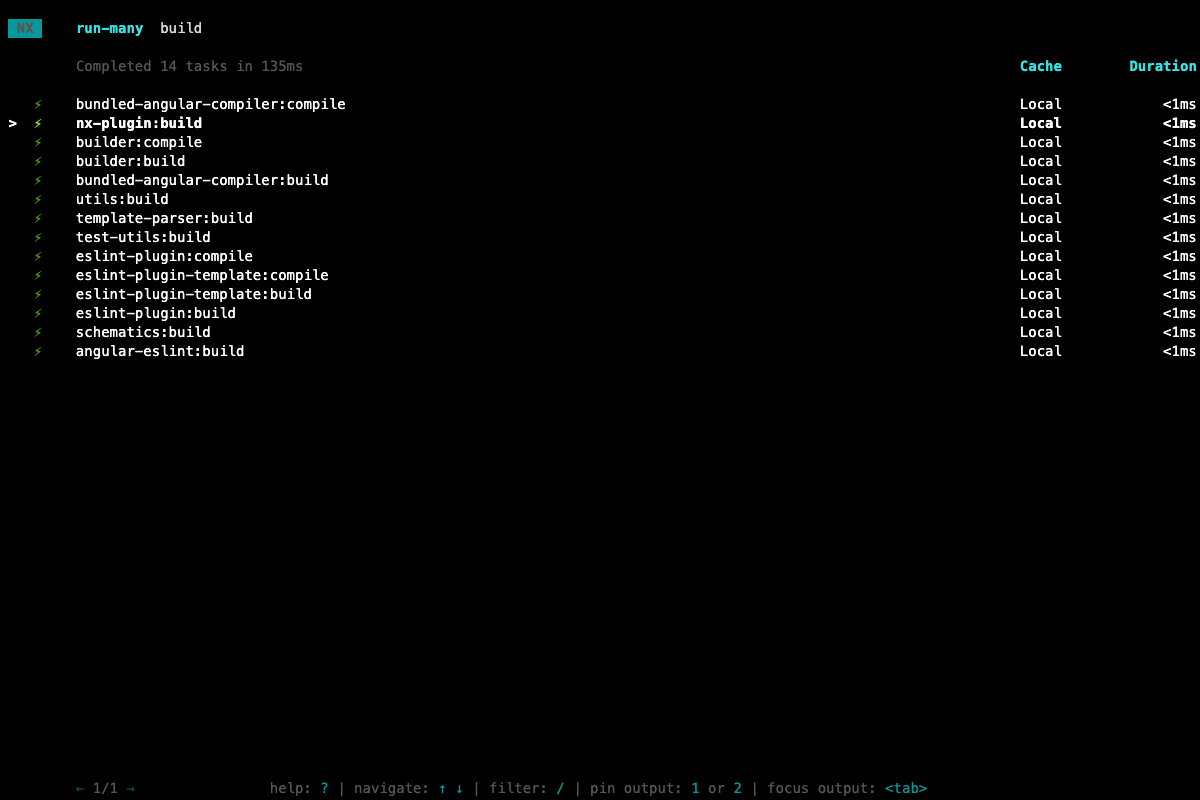 NX run-many build
Completed 14 tasks in 135ms Cache Duration
⚡ bundled-angular-compiler:compile Local <1ms
> ⚡ nx-plugin:build Local <1ms
⚡ builder:compile Local <1ms
⚡ builder:build Local <1ms
⚡ bundled-angular-compiler:build Local <1ms
⚡ utils:build Local <1ms
⚡ template-parser:build Local <1ms
⚡ test-utils:build Local <1ms
⚡ eslint-plugin:compile Local <1ms
⚡ eslint-plugin-template:compile Local <1ms
⚡ eslint-plugin-template:build Local <1ms
⚡ eslint-plugin:build Local <1ms
⚡ schematics:build Local <1ms
⚡ angular-eslint:build Local <1ms
← 1/1 → help: ? | navigate: ↑ ↓ | filter: / | pin output: 1 or 2 | focus output: <tab>